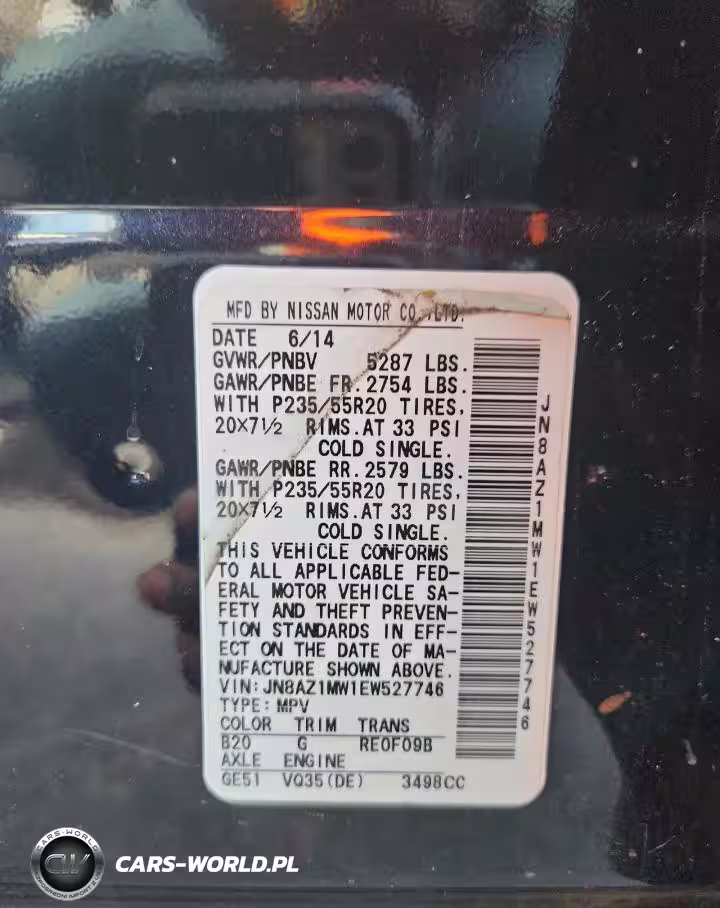 MFD BY NISSAN MOTOR CO.,LTD.
DATE 6/14
GVWR/PNBV 5287 LBS.
GAWR/PNBE FR. 2754 LBS.
WITH P235/55R20 TIRES,
20X7½ RIMS. AT 33 PSI
COLD SINGLE.
GAWR/PNBE RR. 2579 LBS.
WITH P235/55R20 TIRES,
20X7½ RIMS. AT 33 PSI
COLD SINGLE.
THIS VEHICLE CONFORMS
TO ALL APPLICABLE FED-
ERAL MOTOR VEHICLE SA-
FETY AND THEFT PREVEN-
TION STANDARDS IN EFF-
ECT ON THE DATE OF MA-
NUFACTURE SHOWN ABOVE.
VIN: JN8AZ1MW1EW527746
TYPE: MPV
COLOR TRIM TRANS
B20 G RE0F09B
AXLE ENGINE
GE51 VQ35(DE) 3498CC
JN8AZ1MW1EW527746
CARS-WORLD
CW
CARS-WORLD.PL